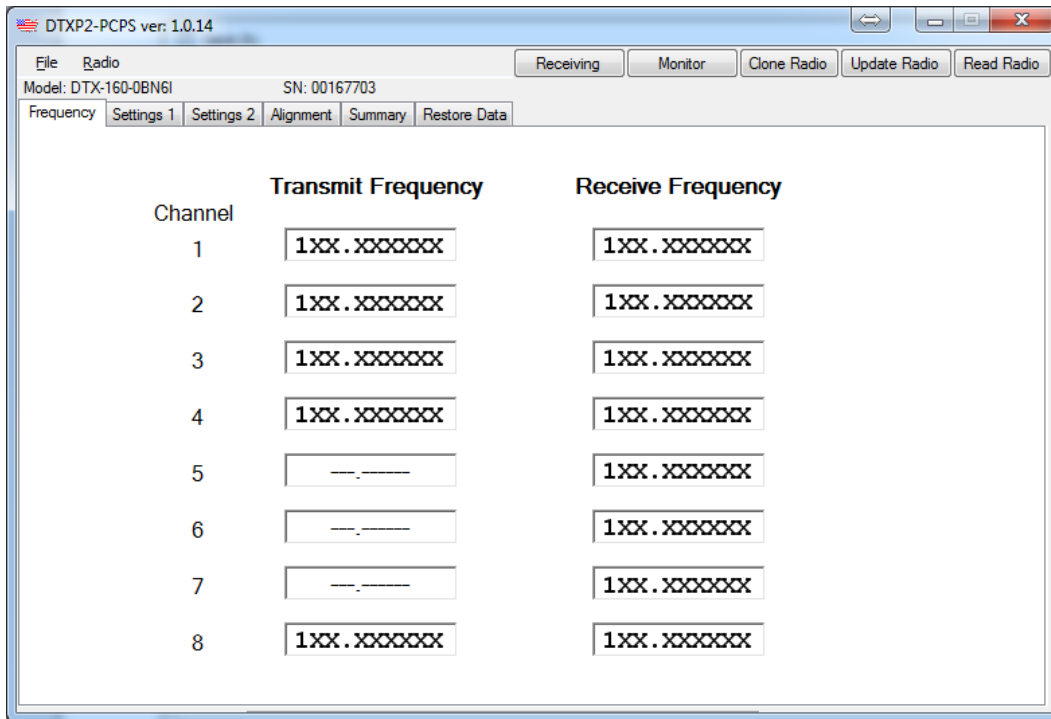 DTXP2-PCPS ver: 1.0.14
File Radio Receiving Monitor Clone Radio Update Radio Read Radio
Model: DTX-160-0BN6I SN: 00167703
Frequency Settings 1 Settings 2 Alignment Summary Restore Data
Transmit Frequency Receive Frequency
Channel
1 1XX.XXXXXX 1XX.XXXXXX
2 1XX.XXXXXX 1XX.XXXXXX
3 1XX.XXXXXX 1XX.XXXXXX
4 1XX.XXXXXX 1XX.XXXXXX
5 ---.------ 1XX.XXXXXX
6 ---.------ 1XX.XXXXXX
7 ---.------ 1XX.XXXXXX
8 1XX.XXXXXX 1XX.XXXXXX